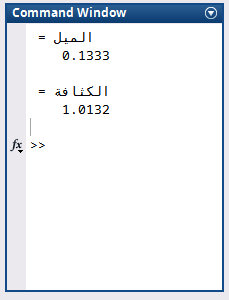 Command Window
الميل =
0.1333
الكثافة =
1.0132
fx >>